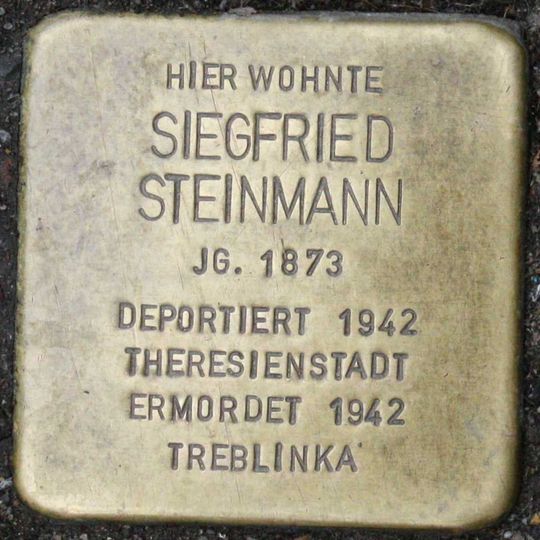 HIER WOHNTE
SIEGFRIED
STEINMANN
JG. 1873
DEPORTIERT 1942
THERESIENSTADT
ERMORDET 1942
TREBLINKA